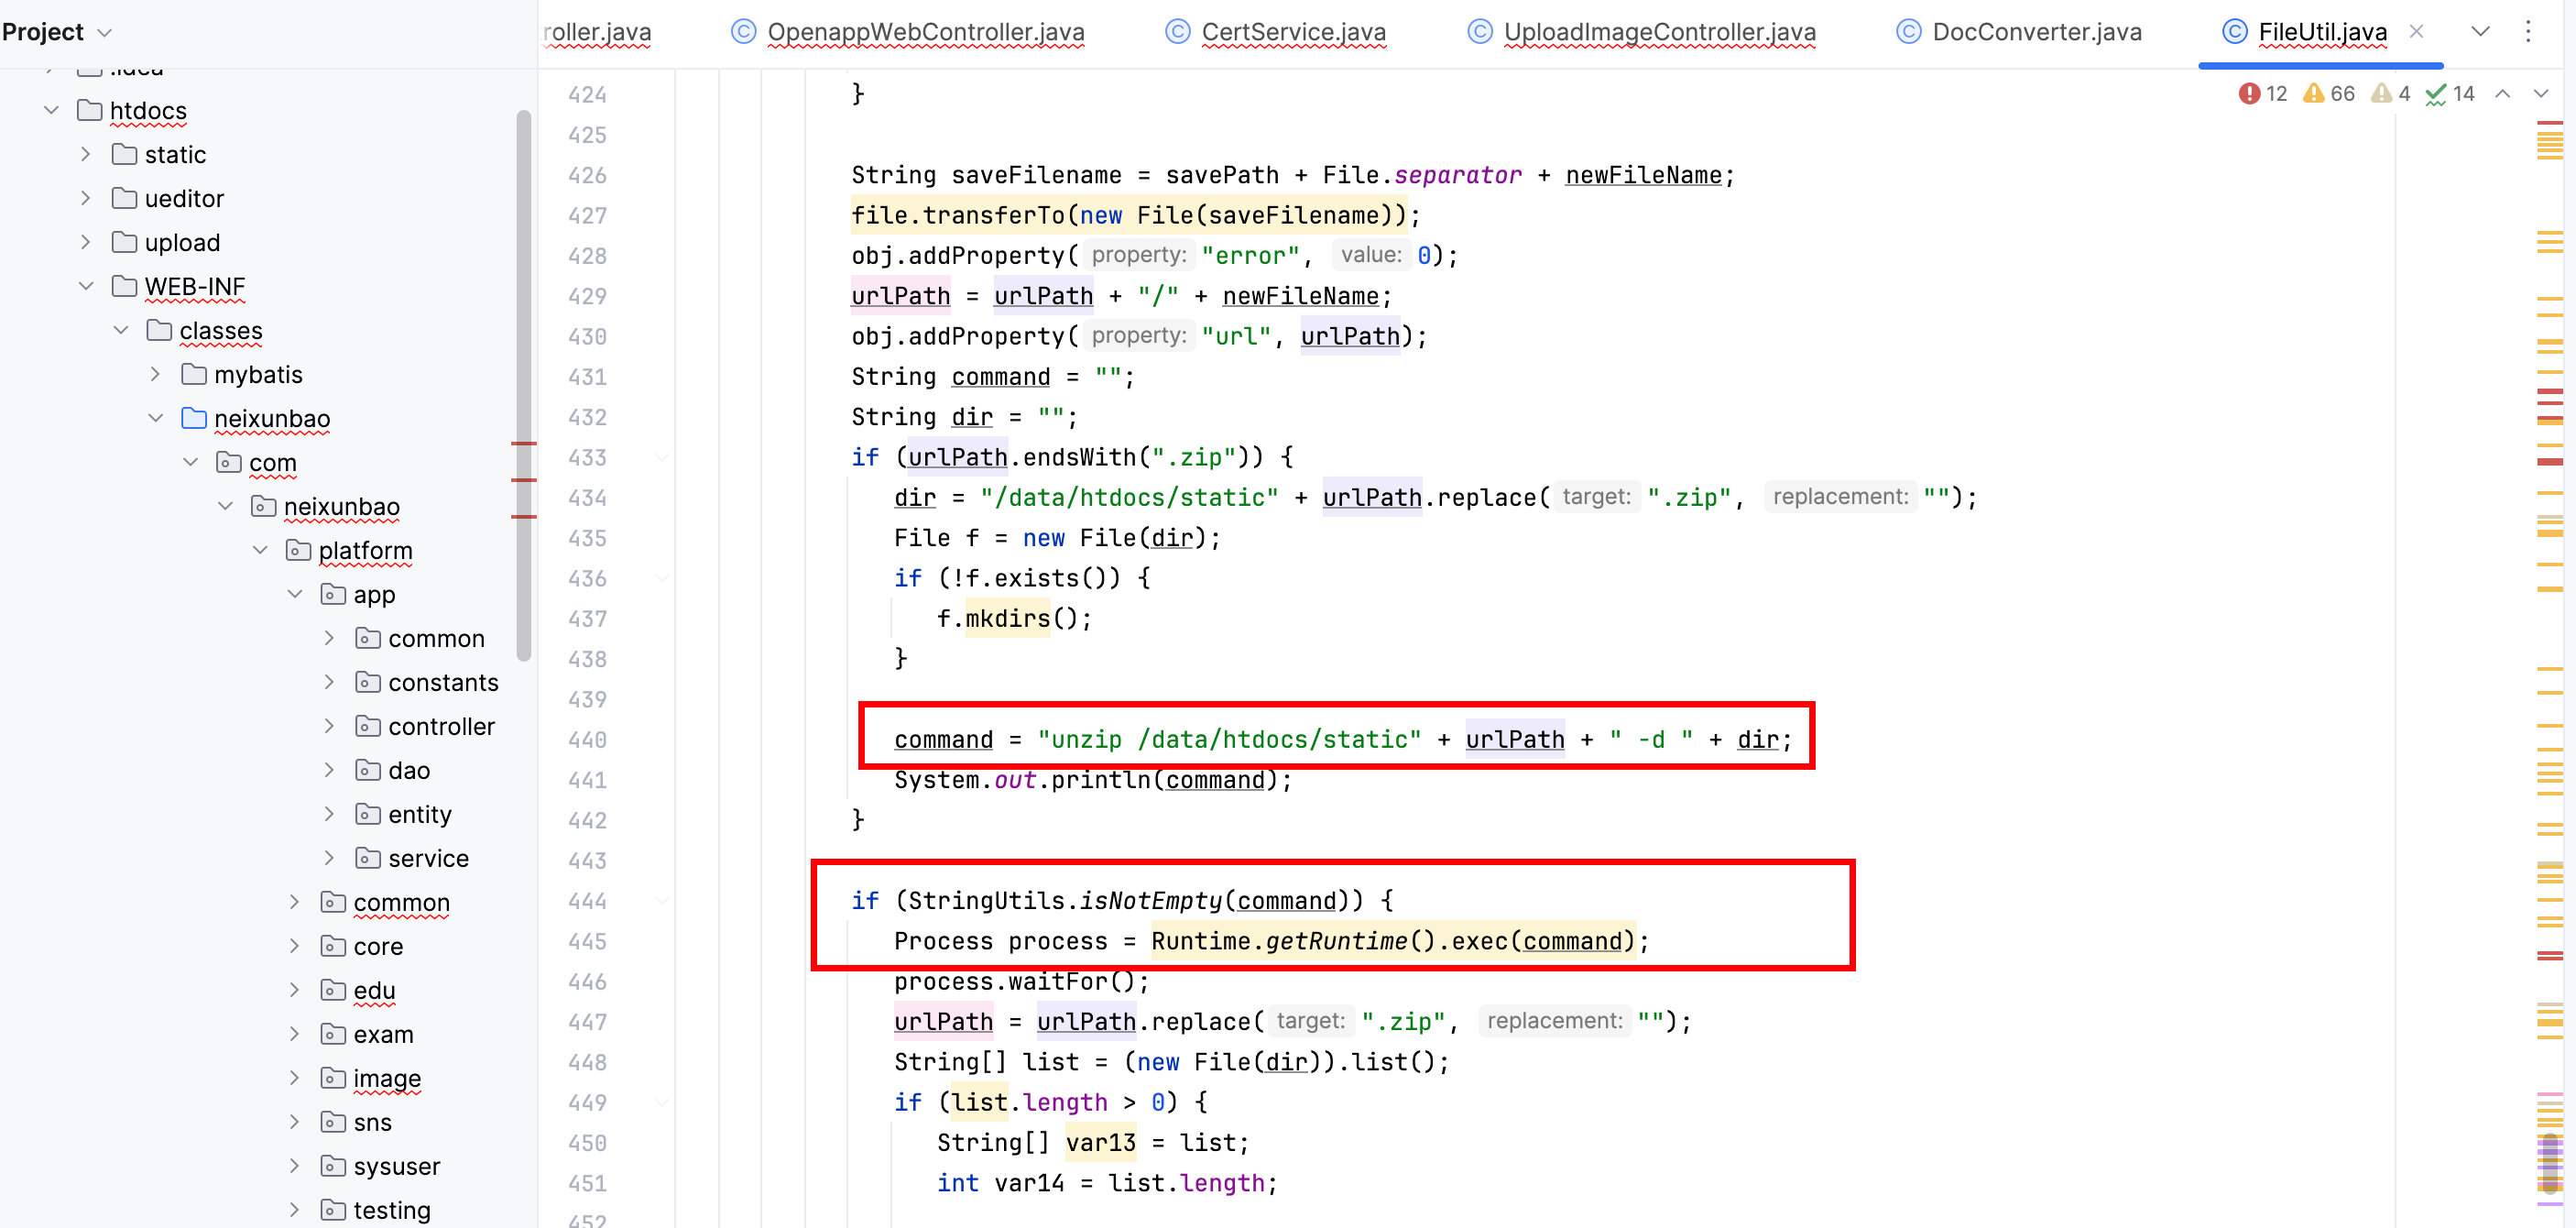 Project
roller.java
OpenappWebController.java
CertService.java
UploadImageController.java
DocConverter.java
FileUtil.java
12 66 4 14
.idea
htdocs
static
ueditor
upload
WEB-INF
classes
mybatis
neixunbao
com
neixunbao
platform
app
common
constants
controller
dao
entity
service
common
core
edu
exam
image
sns
sysuser
testing
424 }
425
426 String saveFilename = savePath + File.separator + newFileName;
427 file.transferTo(new File(saveFilename));
428 obj.addProperty( property: "error", value: 0);
429 urlPath = urlPath + "/" + newFileName;
430 obj.addProperty( property: "url", urlPath);
431 String command = "";
432 String dir = "";
433 if (urlPath.endsWith(".zip")) {
434 dir = "/data/htdocs/static" + urlPath.replace( target: ".zip", replacement: "");
435 File f = new File(dir);
436 if (!f.exists()) {
437 f.mkdirs();
438 }
439
440 command = "unzip /data/htdocs/static" + urlPath + " -d " + dir;
441 System.out.println(command);
442 }
443
444 if (StringUtils.isNotEmpty(command)) {
445 Process process = Runtime.getRuntime().exec(command);
446 process.waitFor();
447 urlPath = urlPath.replace( target: ".zip", replacement: "");
448 String[] list = (new File(dir)).list();
449 if (list.length > 0) {
450 String[] var13 = list;
451 int var14 = list.length;
452